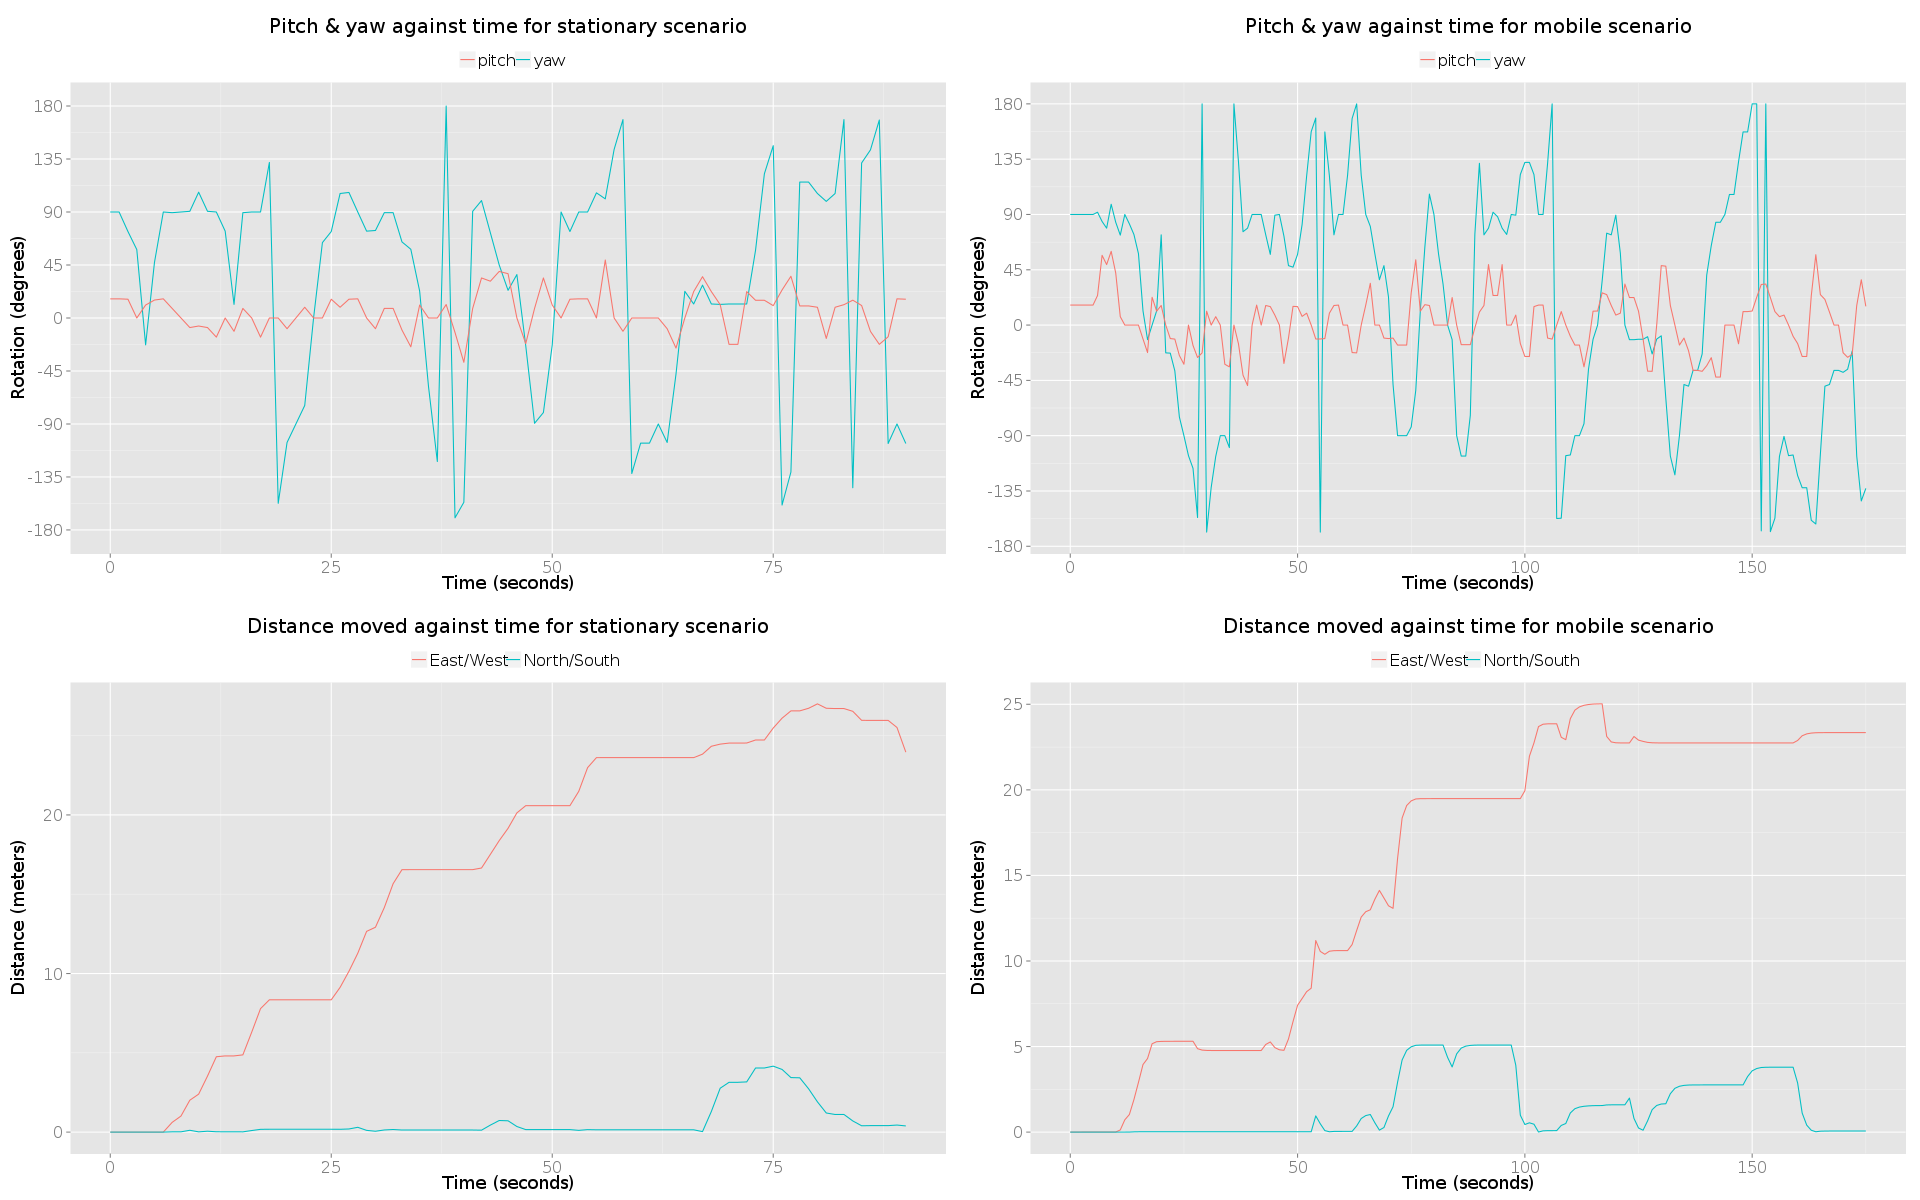 Pitch & yaw against time for stationary scenario
pitch yaw
Rotation (degrees)
180
135
90
45
0
-45
-90
-135
-180
0 25 50 75
Time (seconds)
Pitch & yaw against time for mobile scenario
pitch yaw
Rotation (degrees)
180
135
90
45
0
-45
-90
-135
-180
0 50 100 150
Time (seconds)
Distance moved against time for stationary scenario
East/West North/South
Distance (meters)
20
10
0
0 25 50 75
Time (seconds)
Distance moved against time for mobile scenario
East/West North/South
Distance (meters)
25
20
15
10
5
0
0 50 100 150
Time (seconds)